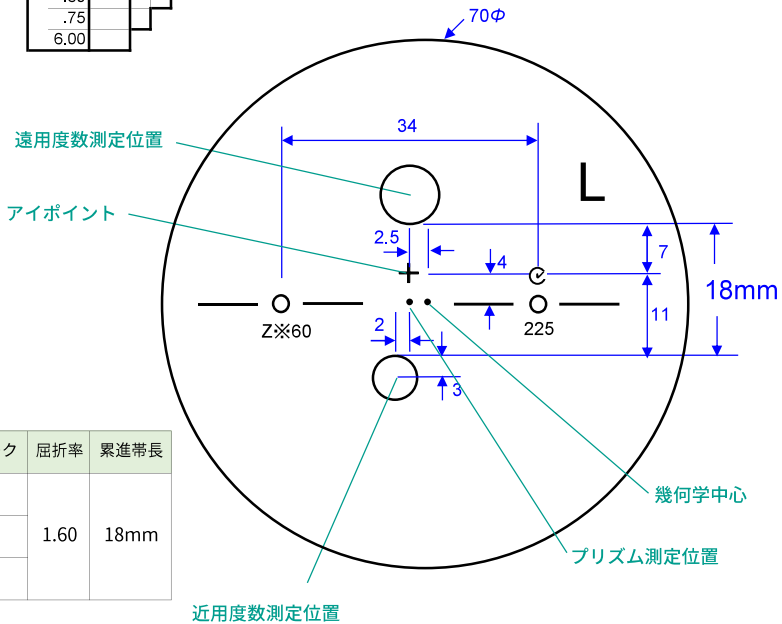 .75
6.00
70Φ
34
遠用度数測定位置
L
アイポイント
2.5
4
7
18mm
11
Z※60
225
2
3
ク
屈折率
累進帯長
1.60
18mm
幾何学中心
プリズム測定位置
近用度数測定位置